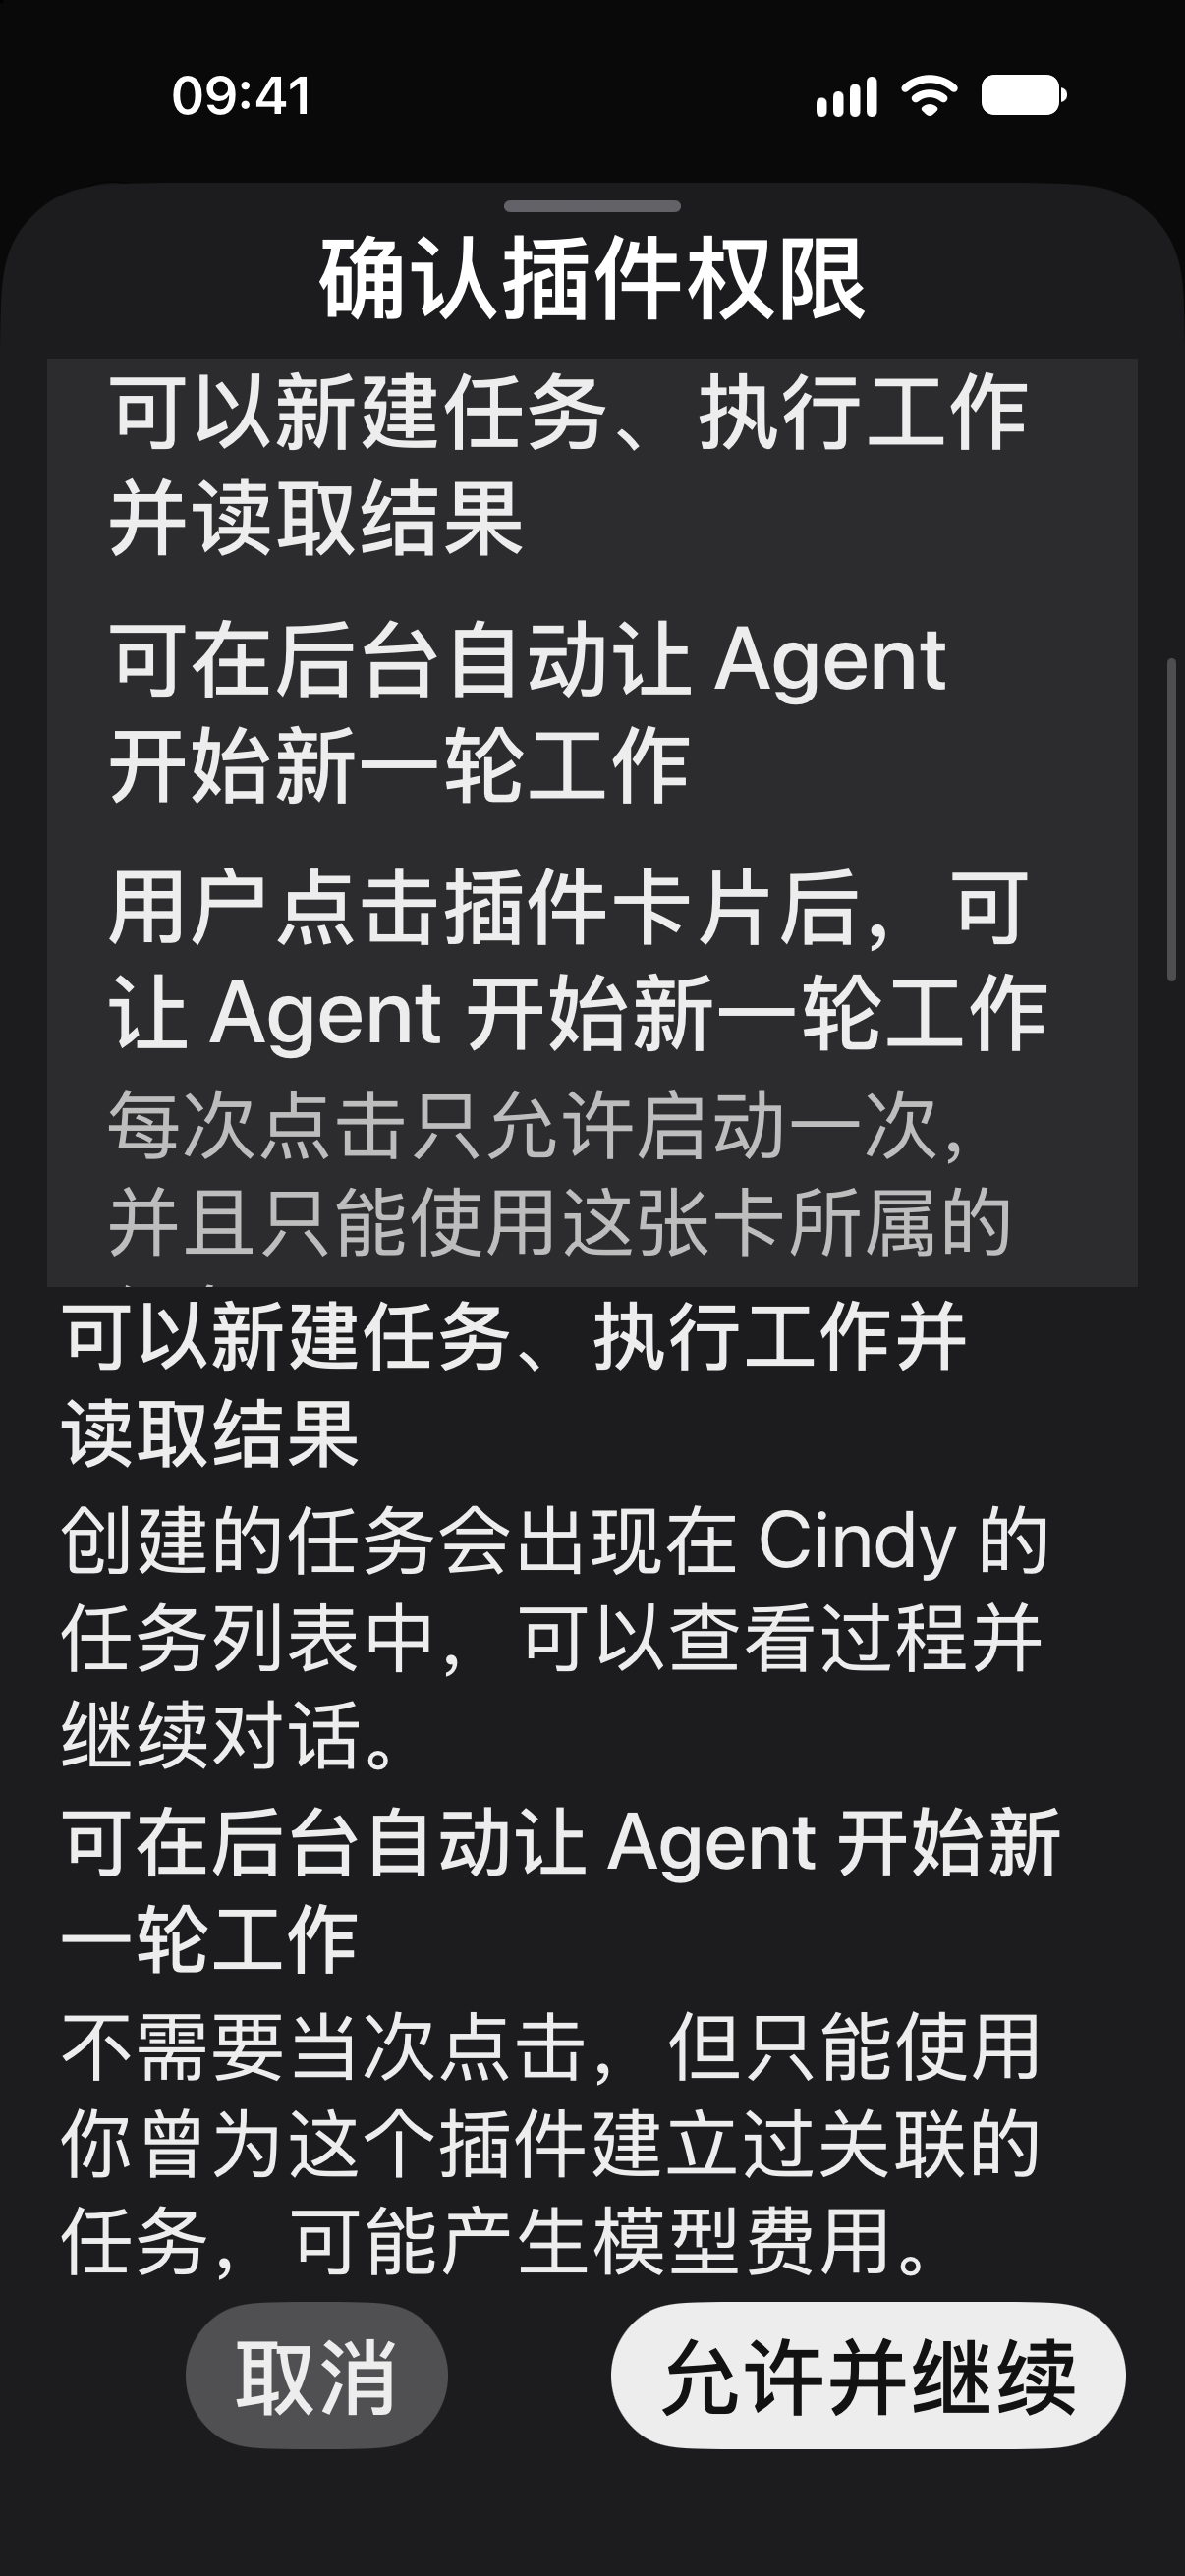 09:41
确认插件权限
可以新建任务、执行工作
并读取结果
可在后台自动让 Agent
开始新一轮工作
用户点击插件卡片后，可
让 Agent 开始新一轮工作
每次点击只允许启动一次，
并且只能使用这张卡所属的
可以新建任务、执行工作并
读取结果
创建的任务会出现在 Cindy 的
任务列表中，可以查看过程并
继续对话。
可在后台自动让 Agent 开始新
一轮工作
不需要当次点击，但只能使用
你曾为这个插件建立过关联的
任务，可能产生模型费用。
取消
允许并继续